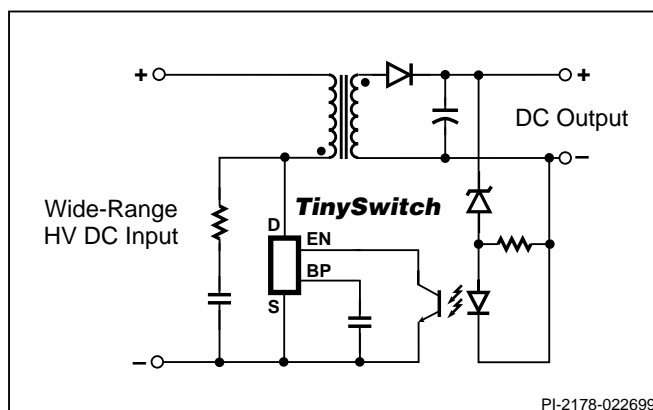 +
+
DC Output
−
Wide-Range
HV DC Input
TinySwitch
D
EN
BP
S
−
PI-2178-022699